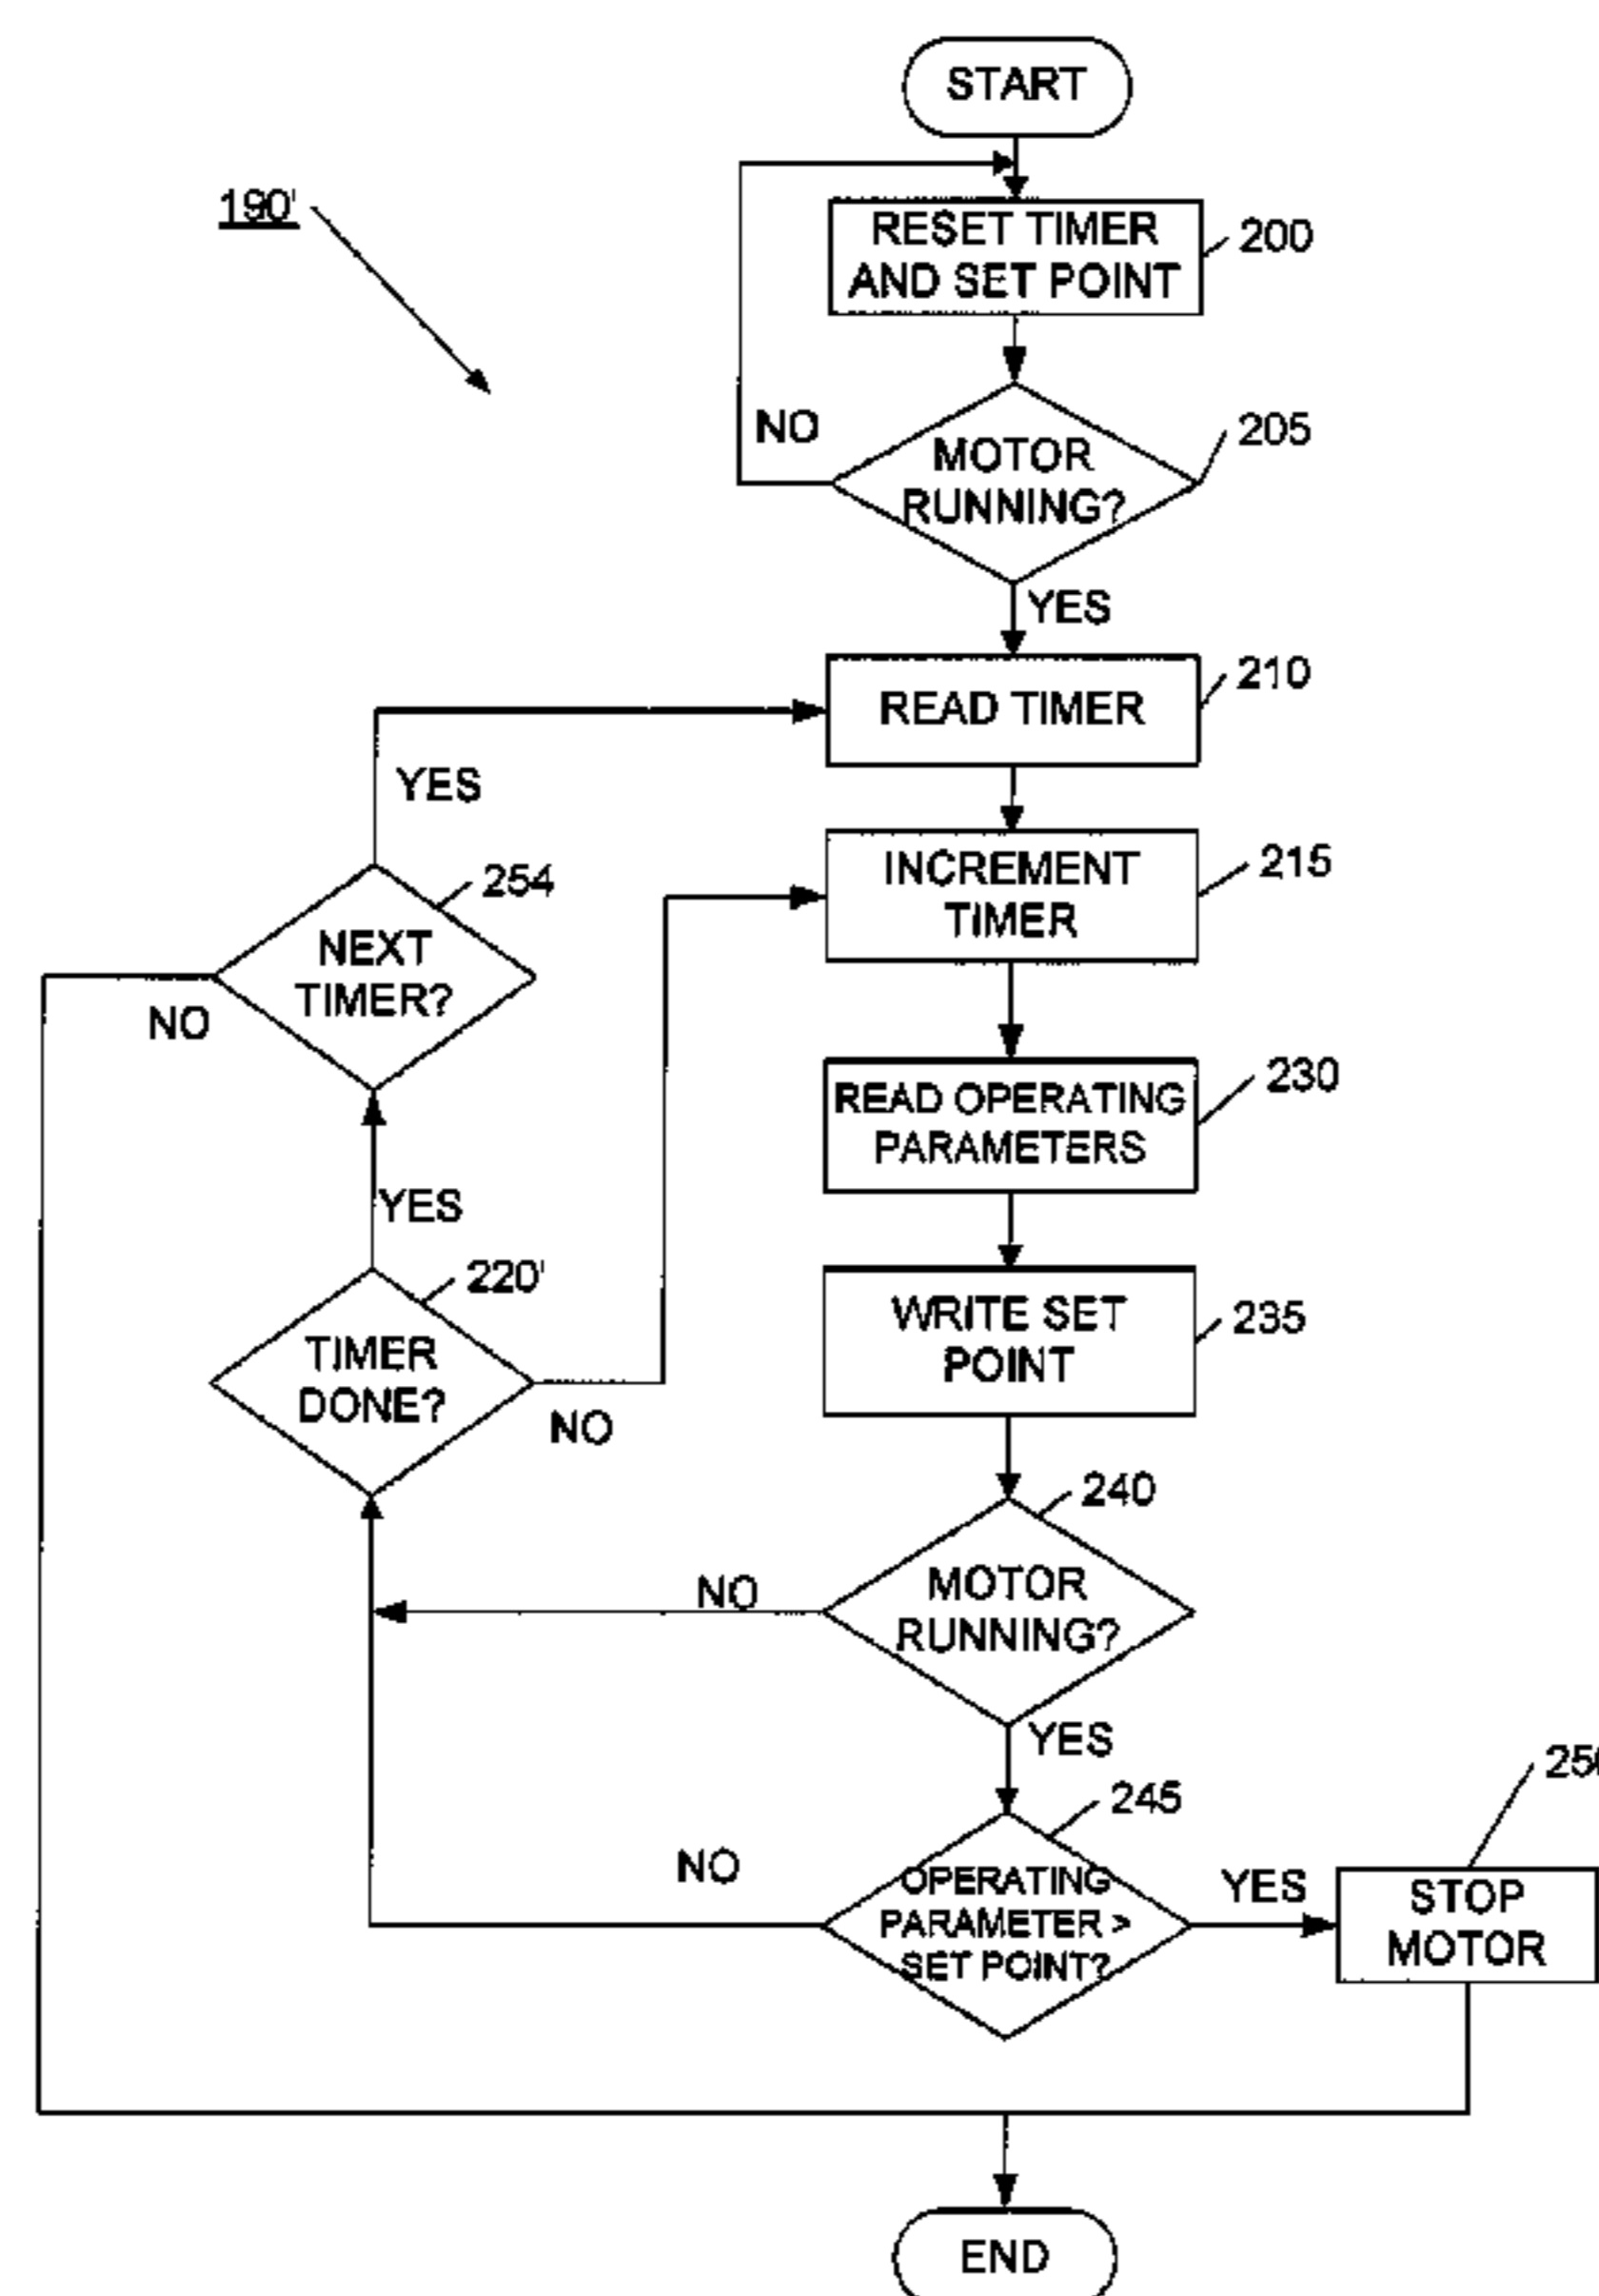 START
190'
RESET TIMER
AND SET POINT
200
NO
MOTOR
RUNNING?
205
YES
READ TIMER
210
YES
INCREMENT
TIMER
215
254
NEXT
TIMER?
NO
READ OPERATING
PARAMETERS
230
YES
220'
TIMER
DONE?
NO
WRITE SET
POINT
235
240
MOTOR
RUNNING?
NO
YES
245
NO
OPERATING
PARAMETER >
SET POINT?
YES
STOP
MOTOR
END